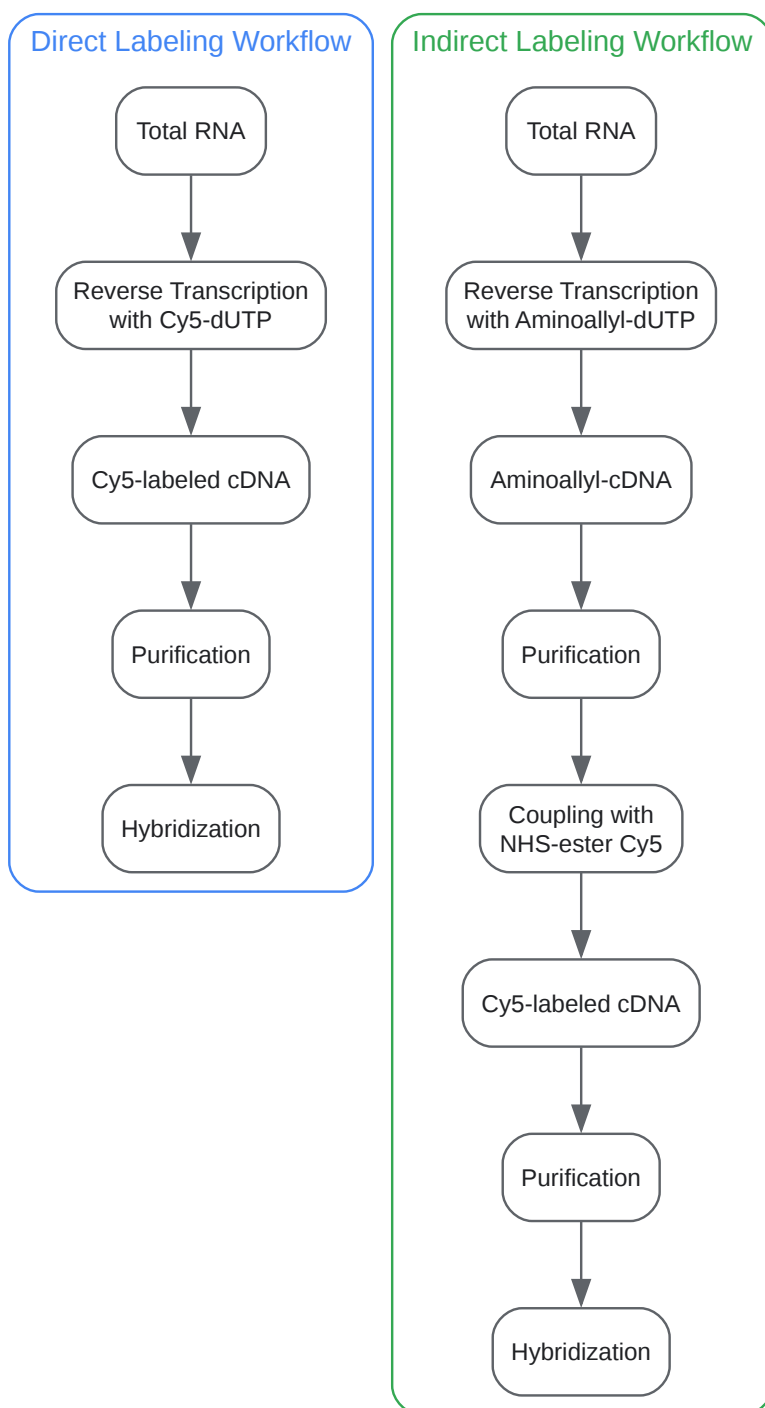 Direct Labeling Workflow
Total RNA
Reverse Transcription
with Cy5-dUTP
Cy5-labeled cDNA
Purification
Hybridization
Indirect Labeling Workflow
Total RNA
Reverse Transcription
with Aminoallyl-dUTP
Aminoallyl-cDNA
Purification
Coupling with
NHS-ester Cy5
Cy5-labeled cDNA
Purification
Hybridization